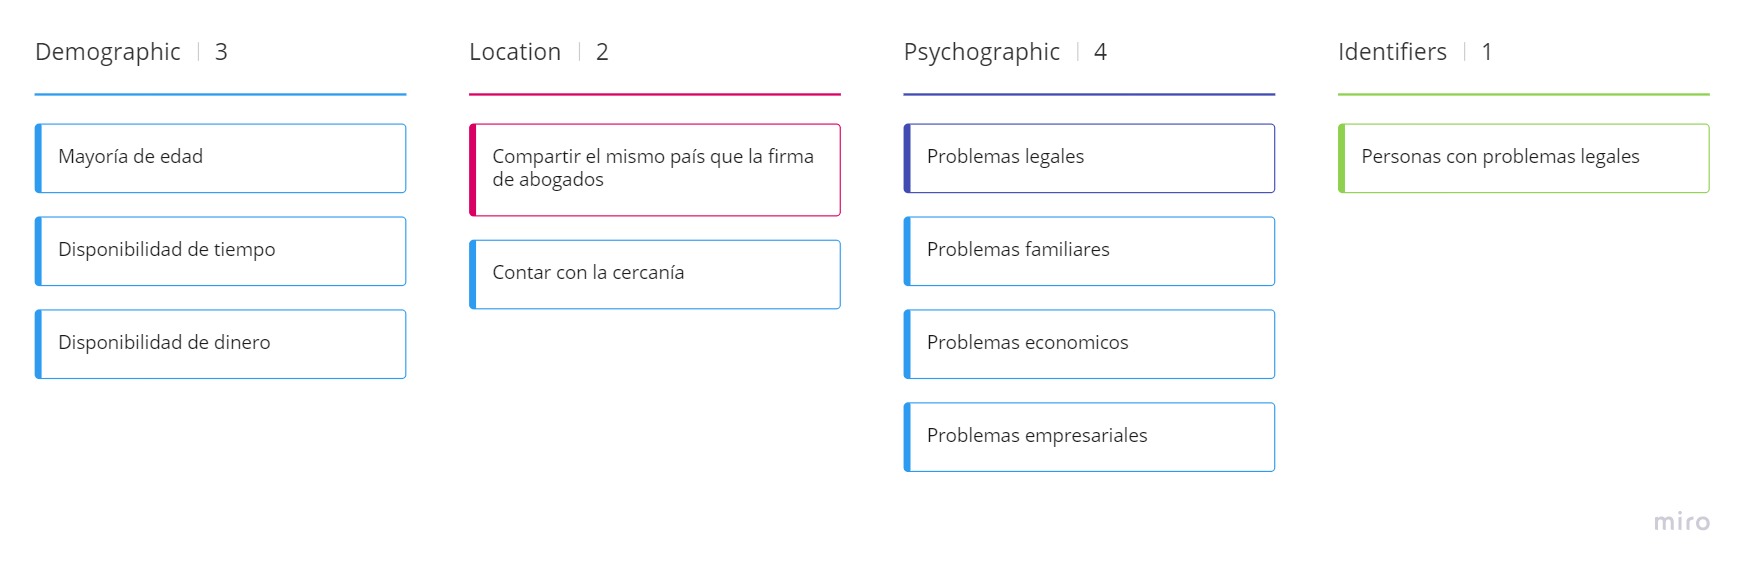 Demographic | 3
Mayoría de edad
Disponibilidad de tiempo
Disponibilidad de dinero
Location | 2
Compartir el mismo país que la firma
de abogados
Contar con la cercanía
Psychographic | 4
Problemas legales
Problemas familiares
Problemas economicos
Problemas empresariales
Identifiers | 1
Personas con problemas legales
miro